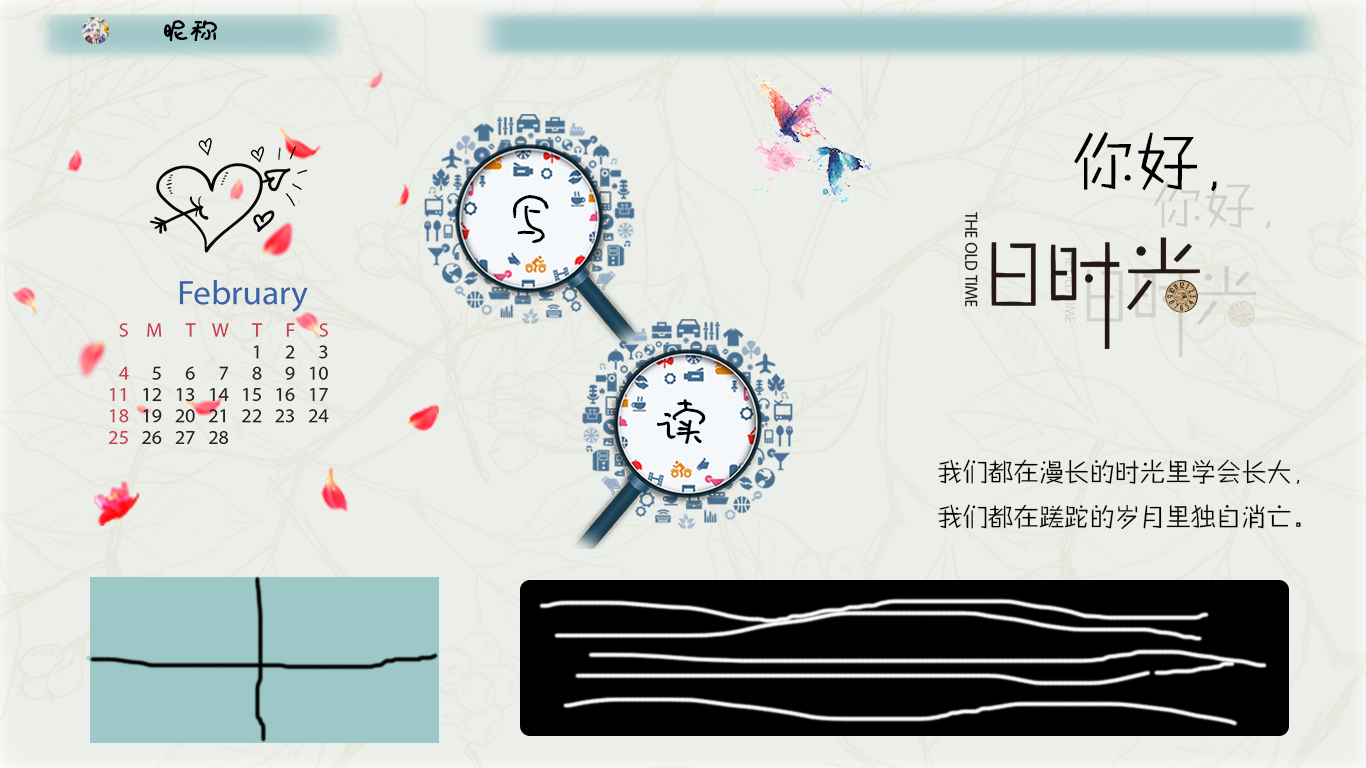 昵称
写
读
你好，
旧时光
THE OLD TIME
February
S M T W T F S
1 2 3
4 5 6 7 8 9 10
11 12 13 14 15 16 17
18 19 20 21 22 23 24
25 26 27 28
我们都在漫长的时光里学会长大，
我们都在蹉跎的岁月里独自消亡。